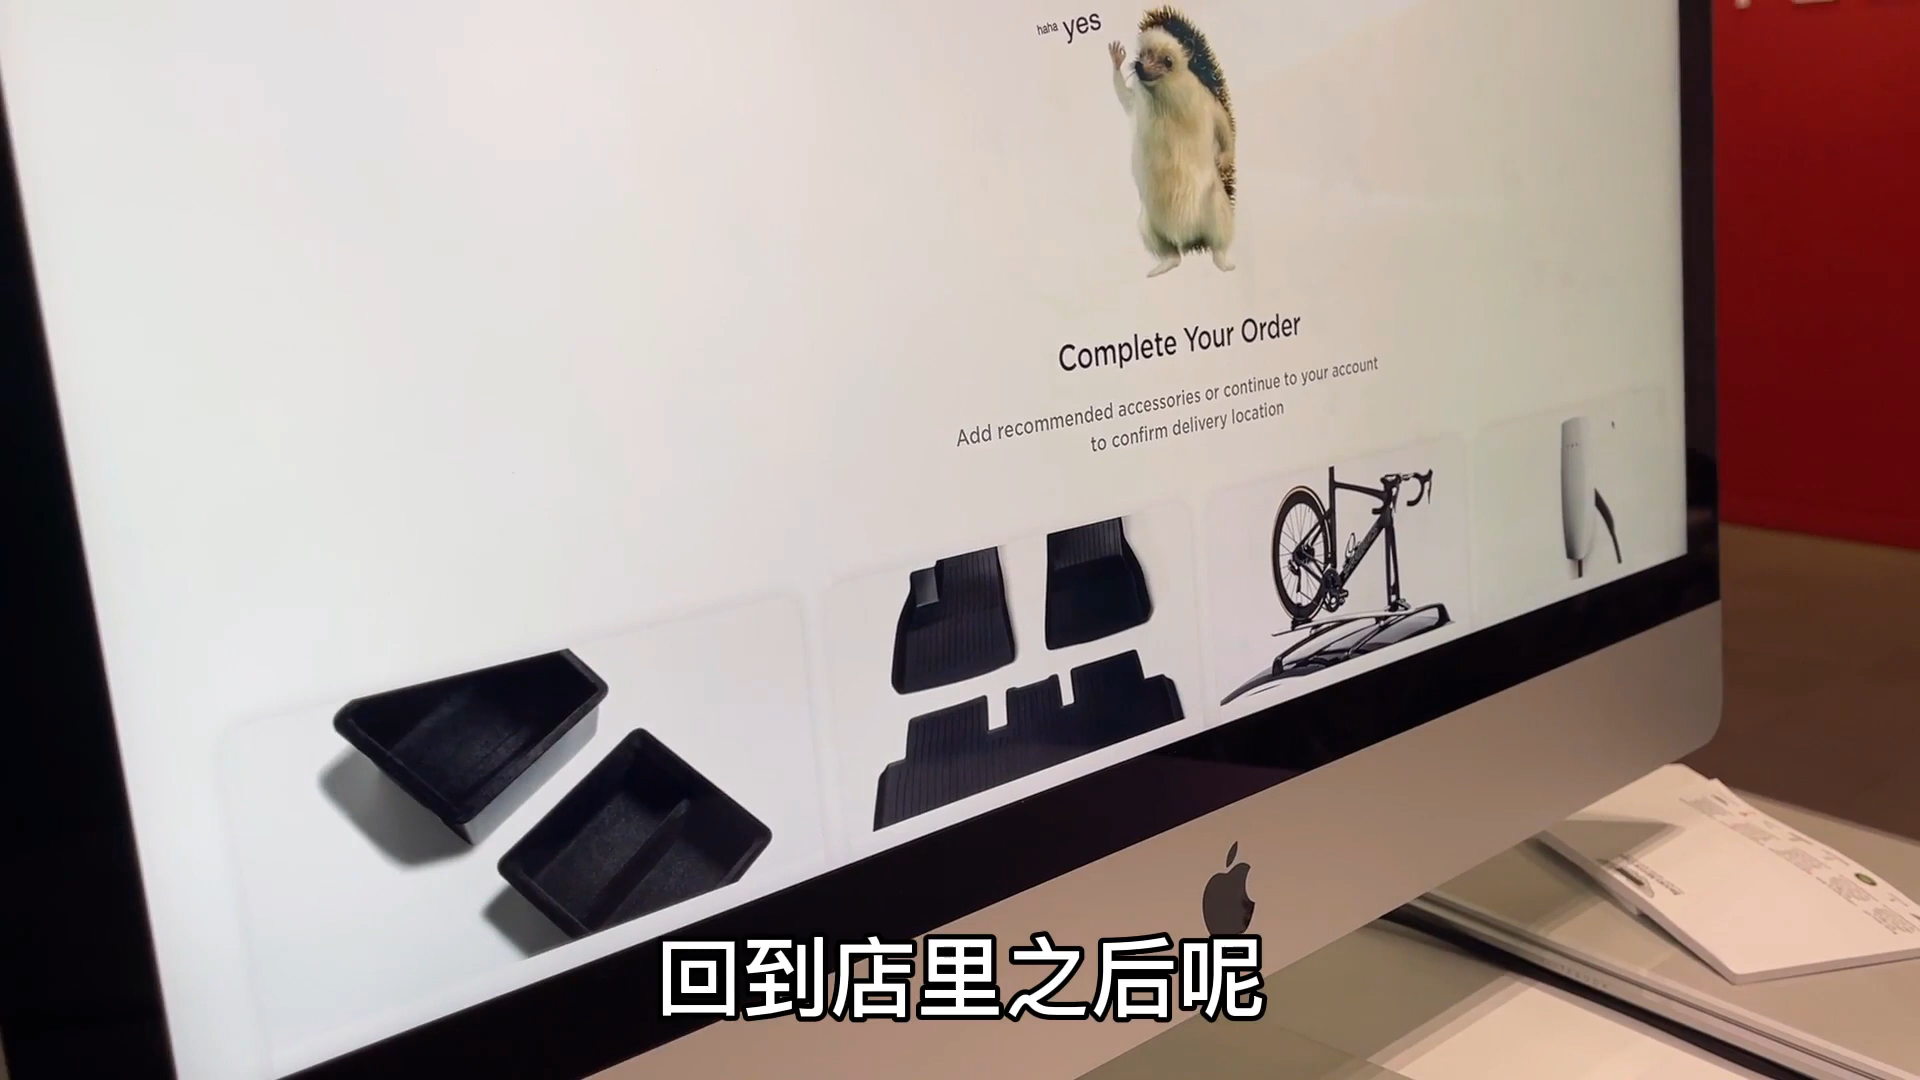 haha yes
Complete Your Order
Add recommended accessories or continue to your account
to confirm delivery location
回到店里之后呢